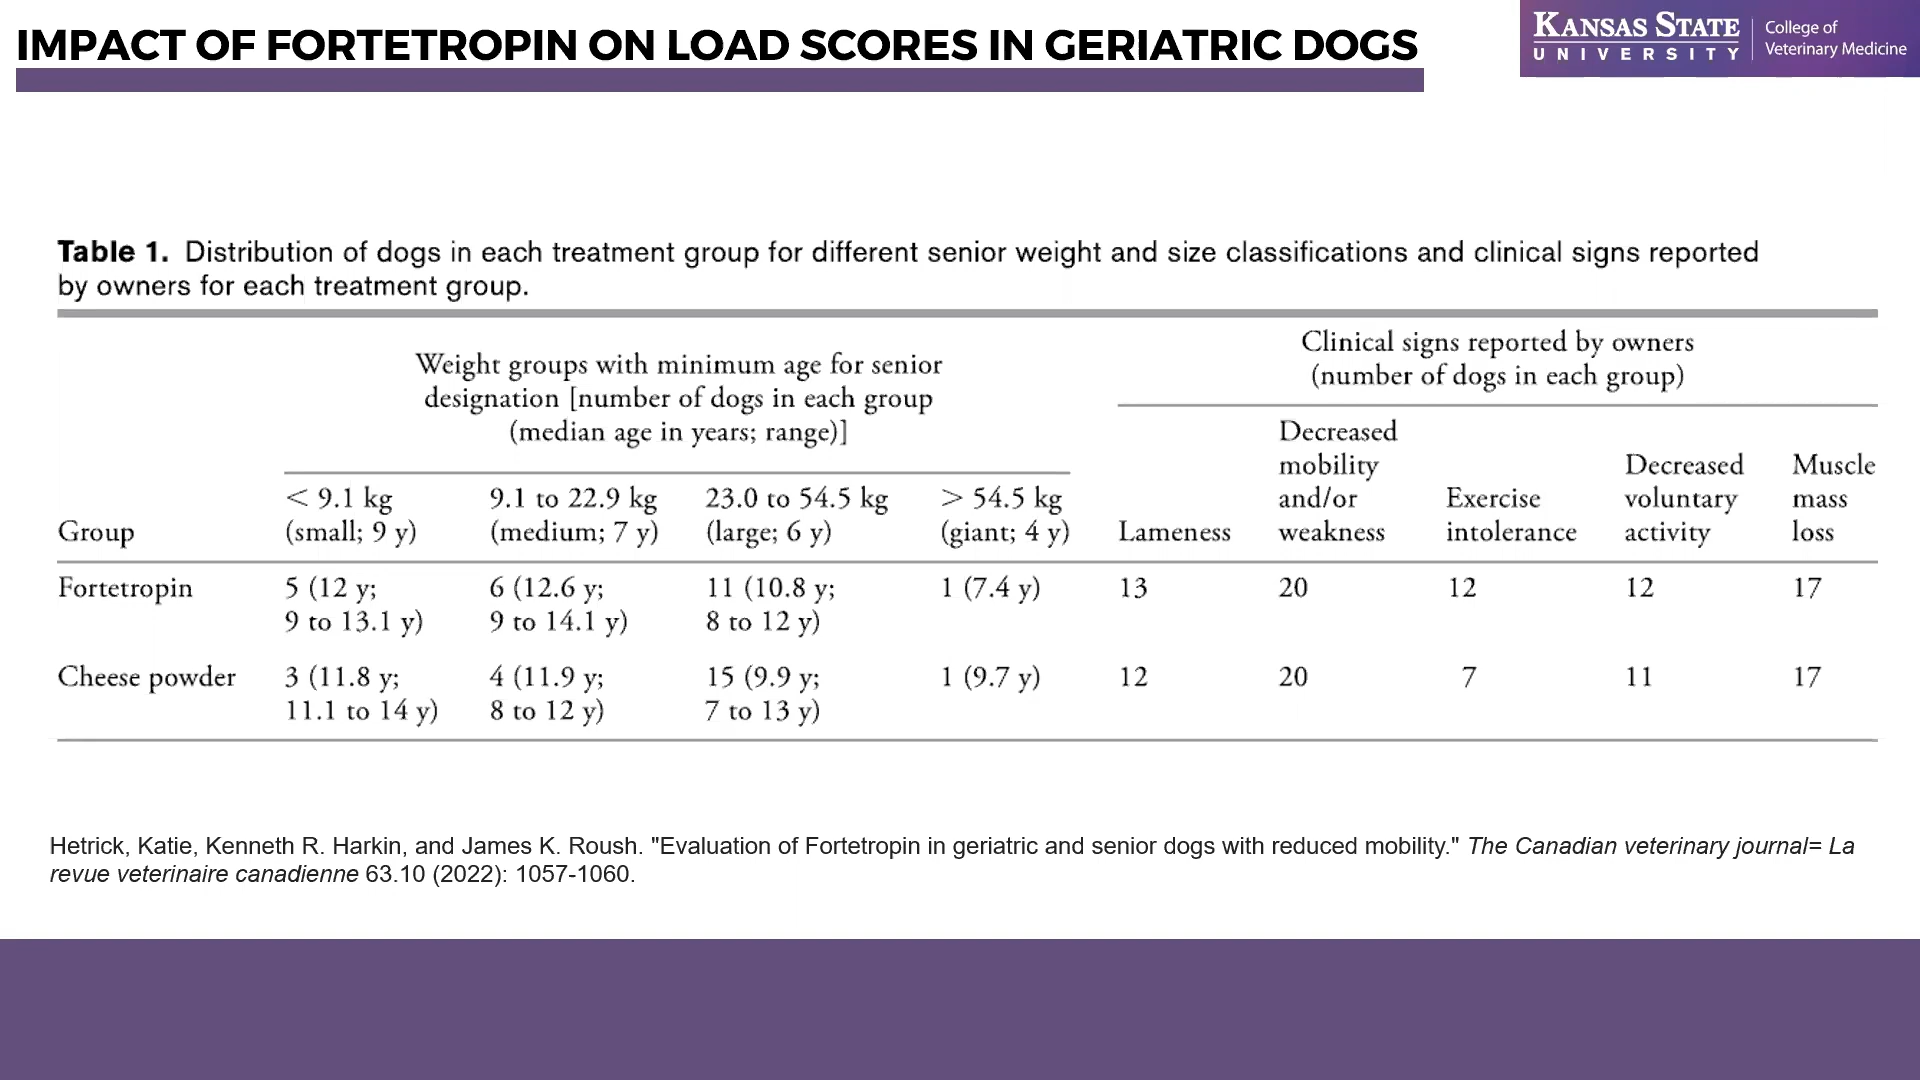 IMPACT OF FORTETROPIN ON LOAD SCORES IN GERIATRIC DOGS
KANSAS STATE
UNIVERSITY
College of
Veterinary Medicine
Table 1. Distribution of dogs in each treatment group for different senior weight and size classifications and clinical signs reported
by owners for each treatment group.
Weight groups with minimum age for senior
designation [number of dogs in each group
(median age in years; range)]
Clinical signs reported by owners
(number of dogs in each group)
Group
< 9.1 kg
(small; 9 y)
9.1 to 22.9 kg
(medium; 7 y)
23.0 to 54.5 kg
(large; 6 y)
> 54.5 kg
(giant; 4 y)
Lameness
Decreased
mobility
and/or
weakness
Exercise
intolerance
Decreased
voluntary
activity
Muscle
mass
loss
Fortetropin 5 (12 y; 6 (12.6 y; 11 (10.8 y; 1 (7.4 y) 13 20 12 12 17
9 to 13.1 y) 9 to 14.1 y) 8 to 12 y)
Cheese powder 3 (11.8 y; 4 (11.9 y; 15 (9.9 y; 1 (9.7 y) 12 20 7 11 17
11.1 to 14 y) 8 to 12 y) 7 to 13 y)
Hetrick, Katie, Kenneth R. Harkin, and James K. Roush. "Evaluation of Fortetropin in geriatric and senior dogs with reduced mobility." The Canadian veterinary journal= La
revue veterinaire canadienne 63.10 (2022): 1057-1060.